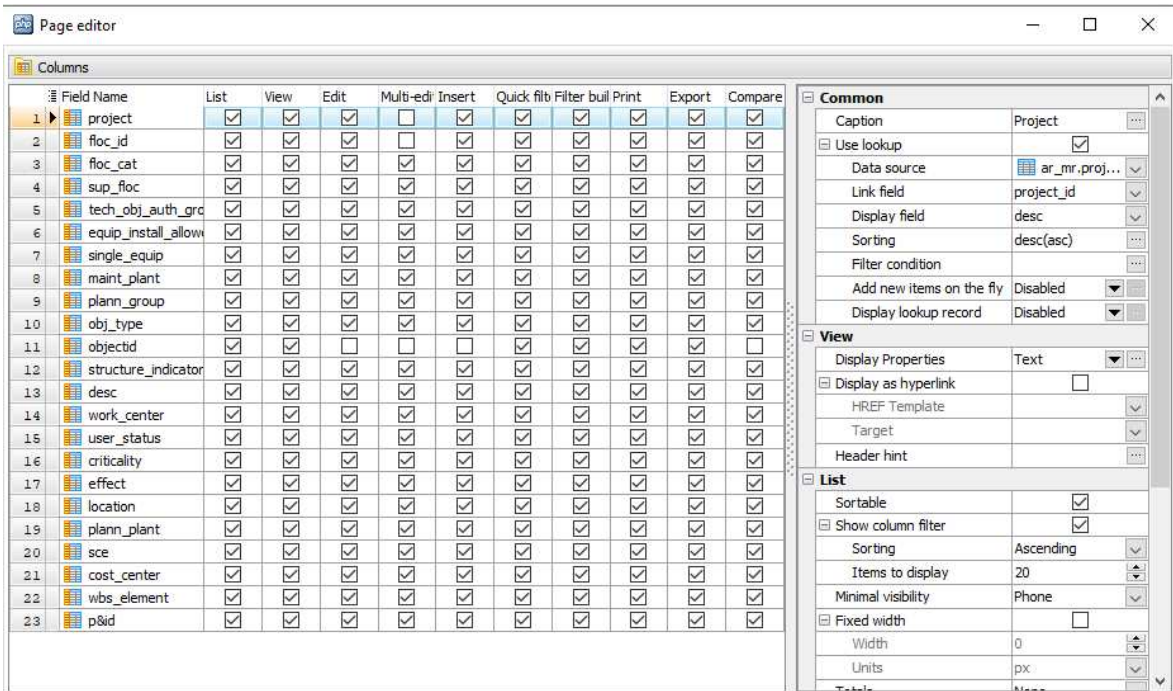 php Page editor
Columns
Field Name List View Edit Multi-edi Insert Quick filt Filter buil Print Export Compare
1 project
2 floc_id
3 floc_cat
4 sup_floc
5 tech_obj_auth_gro
6 equip_install_allow
7 single_equip
8 maint_plant
9 plann_group
10 obj_type
11 objectid
12 structure_indicator
13 desc
14 work_center
15 user_status
16 criticality
17 effect
18 location
19 plann_plant
20 sce
21 cost_center
22 wbs_element
23 p&id
Common
Caption Project ...
Use lookup
Data source ar_mr.proj...
Link field project_id
Display field desc
Sorting desc(asc) ...
Filter condition ...
Add new items on the fly Disabled
Display lookup record Disabled
View
Display Properties Text ...
Display as hyperlink
HREF Template
Target
Header hint ...
List
Sortable
Show column filter
Sorting Ascending
Items to display 20
Minimal visibility Phone
Fixed width
Width 0
Units px
Totals None